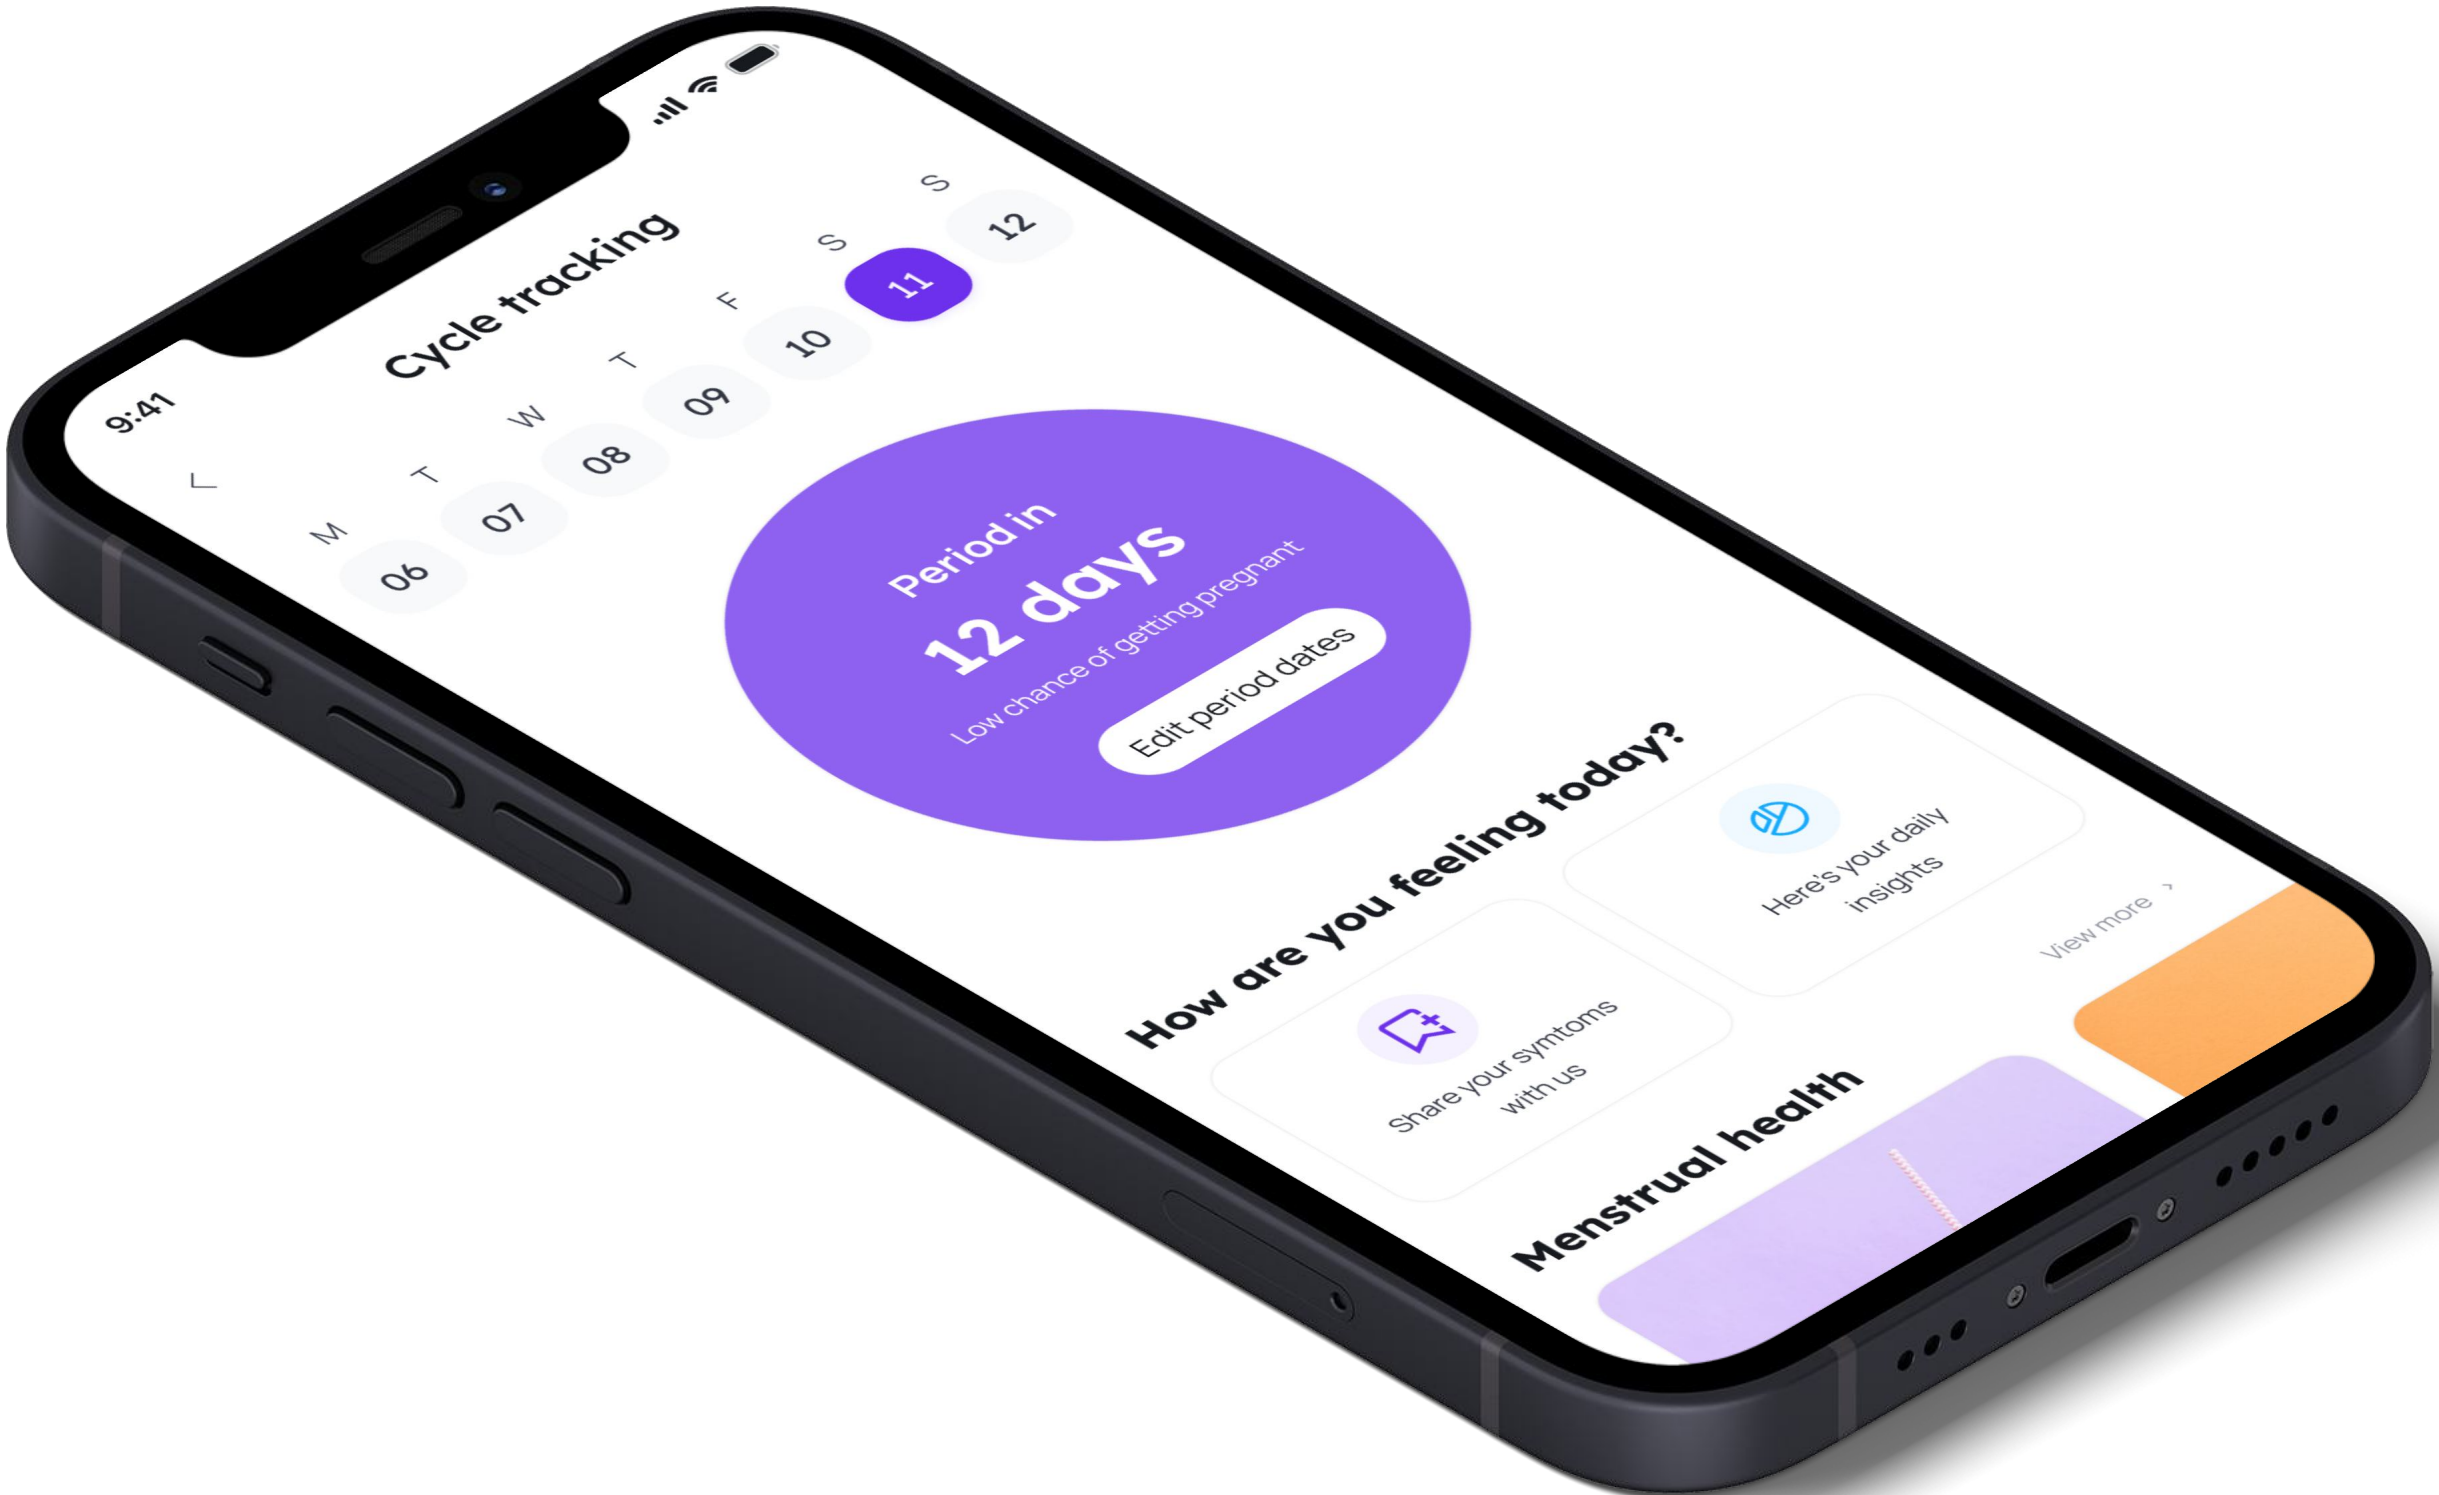 9:41
Cycle tracking
M T W T F S S
06 07 08 09 10 11 12
Period in
12 days
Low chance of getting pregnant
Edit period dates
How are you feeling today?
Share your symtoms
with us
Here's your daily
insights
Menstrual health
View more